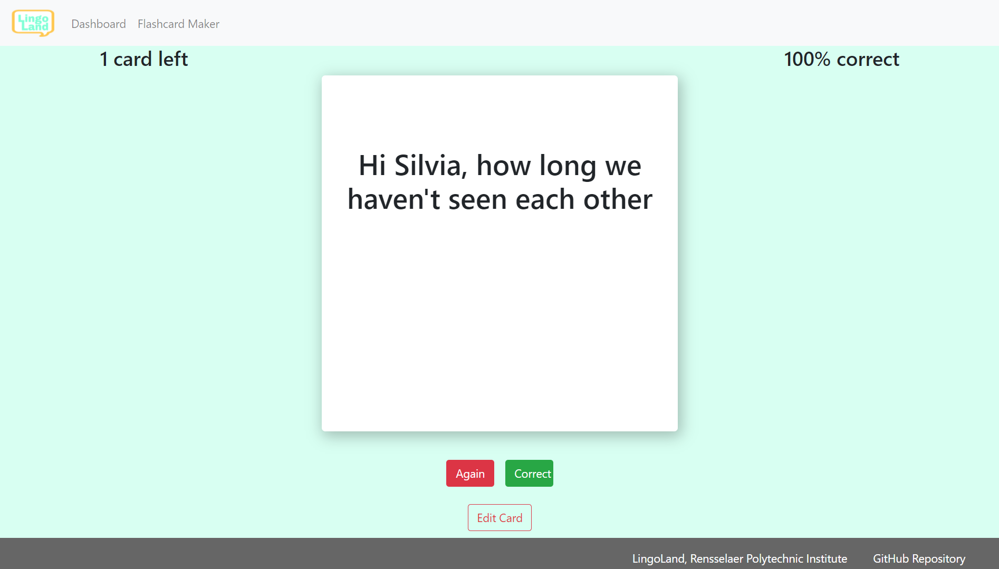 Lingo
Land
Dashboard
Flashcard Maker
1 card left
100% correct
Hi Silvia, how long we
haven't seen each other
Again
Correct
Edit Card
LingoLand, Rensselaer Polytechnic Institute
GitHub Repository